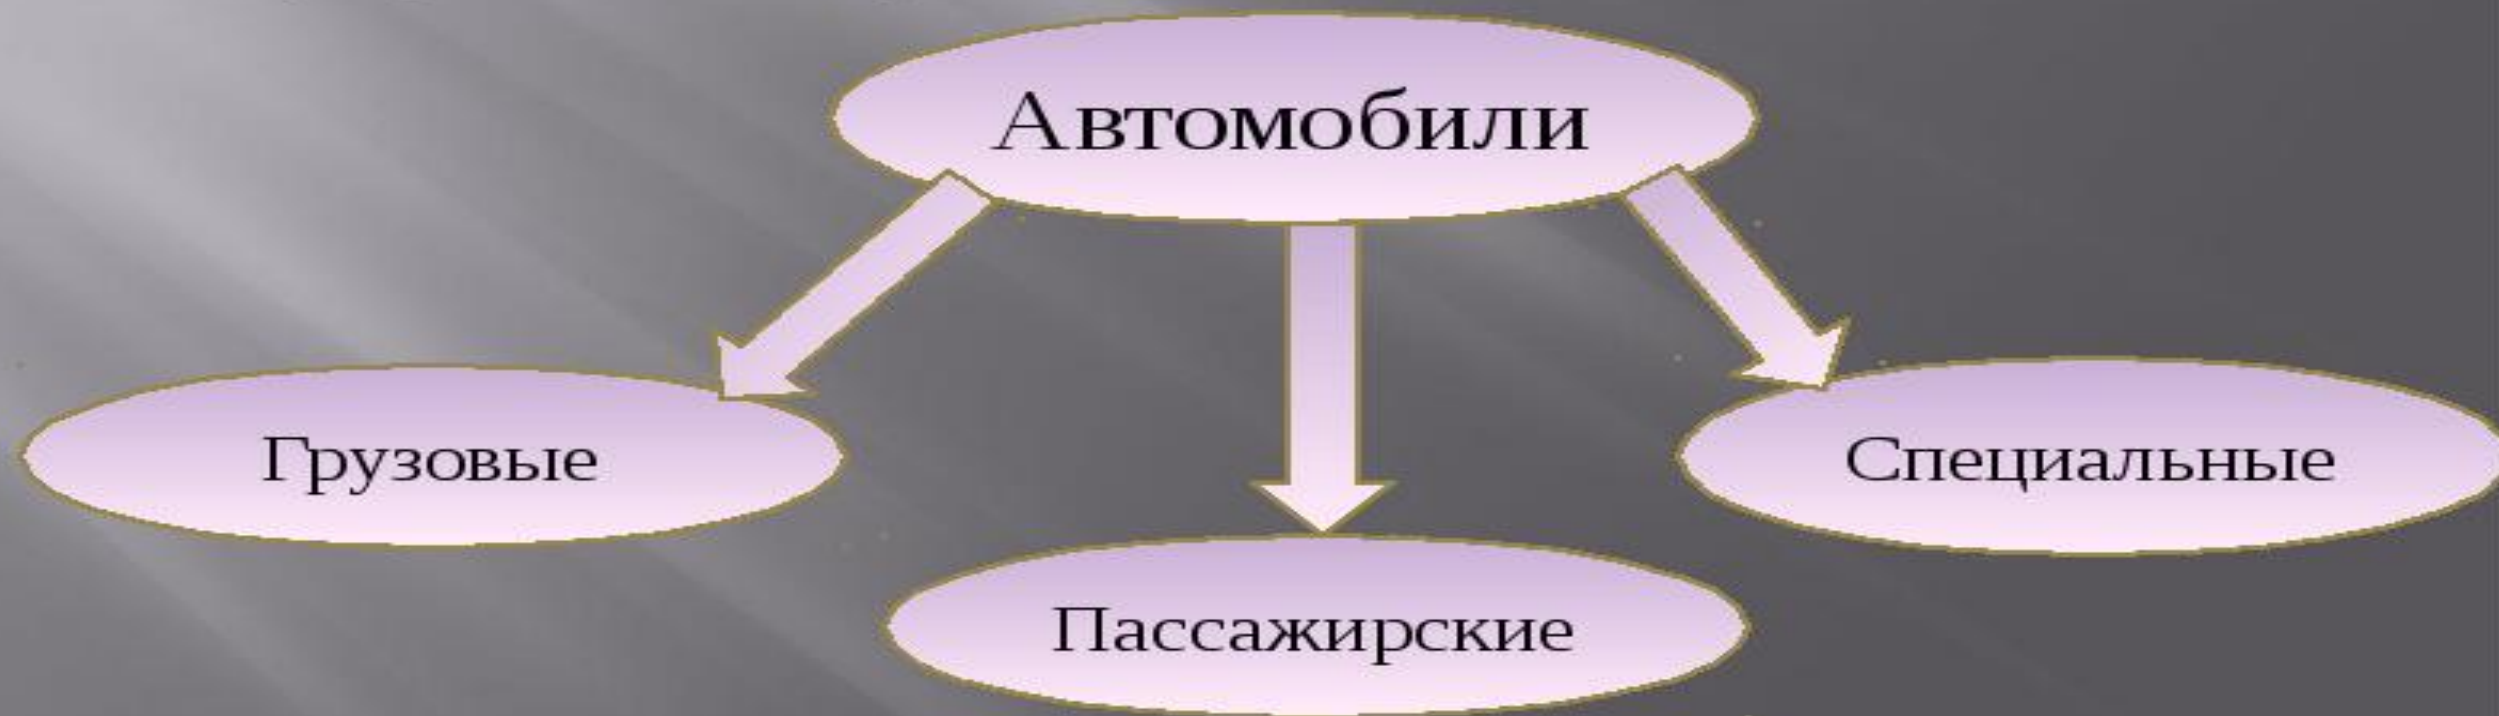 Автомобили
Грузовые
Специальные
Пассажирские